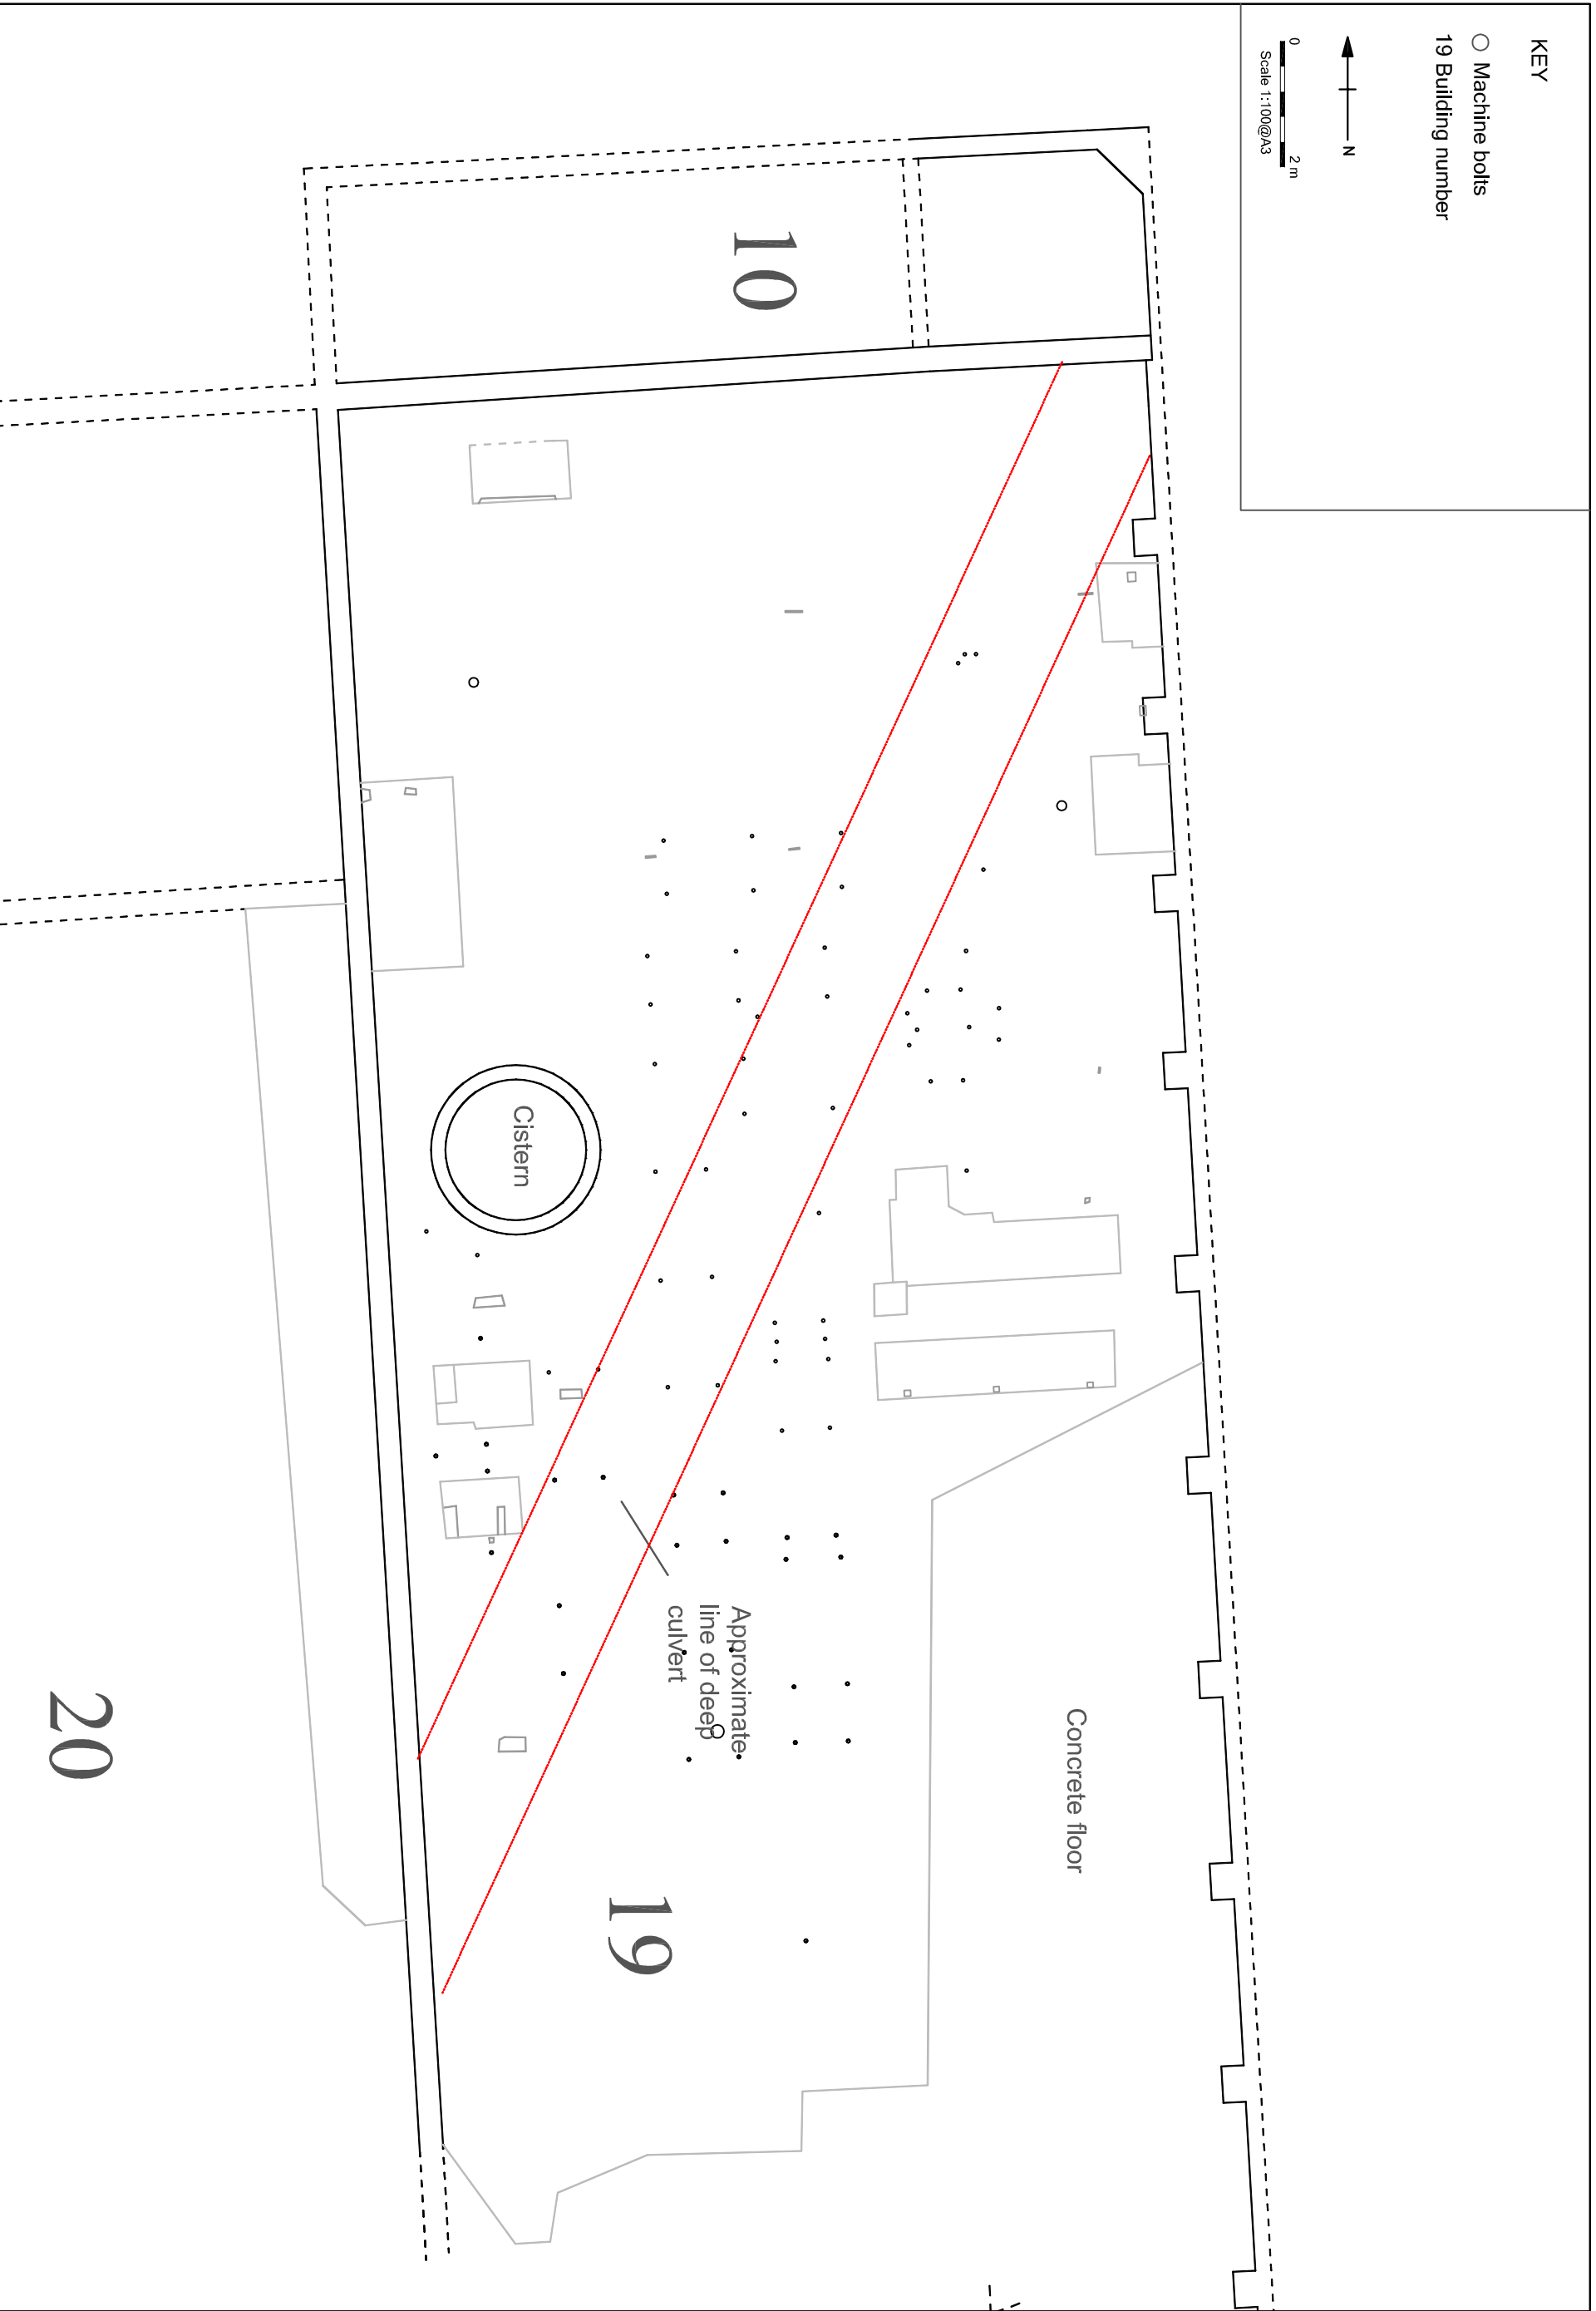 KEY
Machine bolts
19 Building number
N
0
2 m
Scale 1:100@A3
10
Cistern
Approximate
line of deep
culvert
Concrete floor
19
20